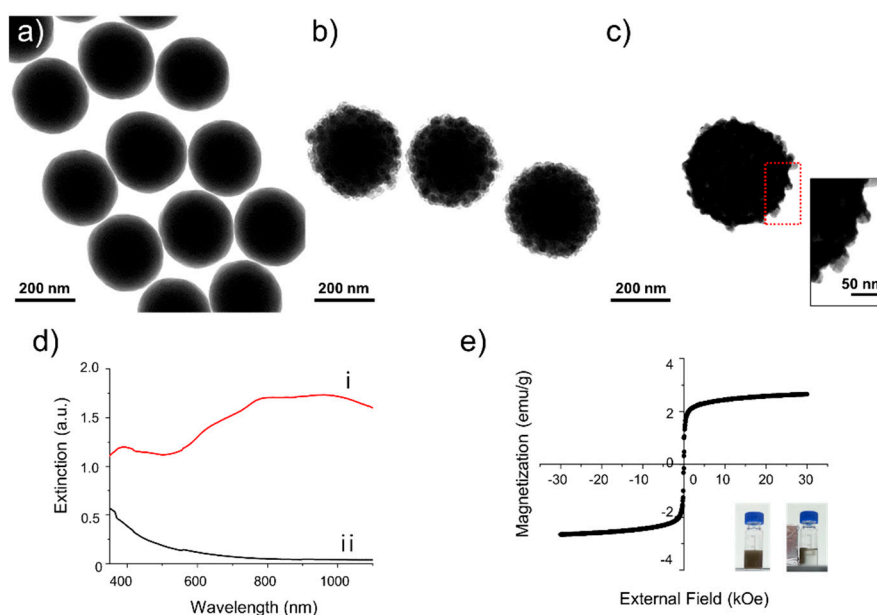 a)
b)
c)
200 nm
200 nm
200 nm
50 nm
d)
e)
Extinction (a.u.)
2.0
1.5
1.0
0.5
0
i
ii
400
600
800
1000
Wavelength (nm)
Magnetization (emu/g)
4
2
0
-2
-4
-30
-20
-10
0
10
20
30
External Field (kOe)